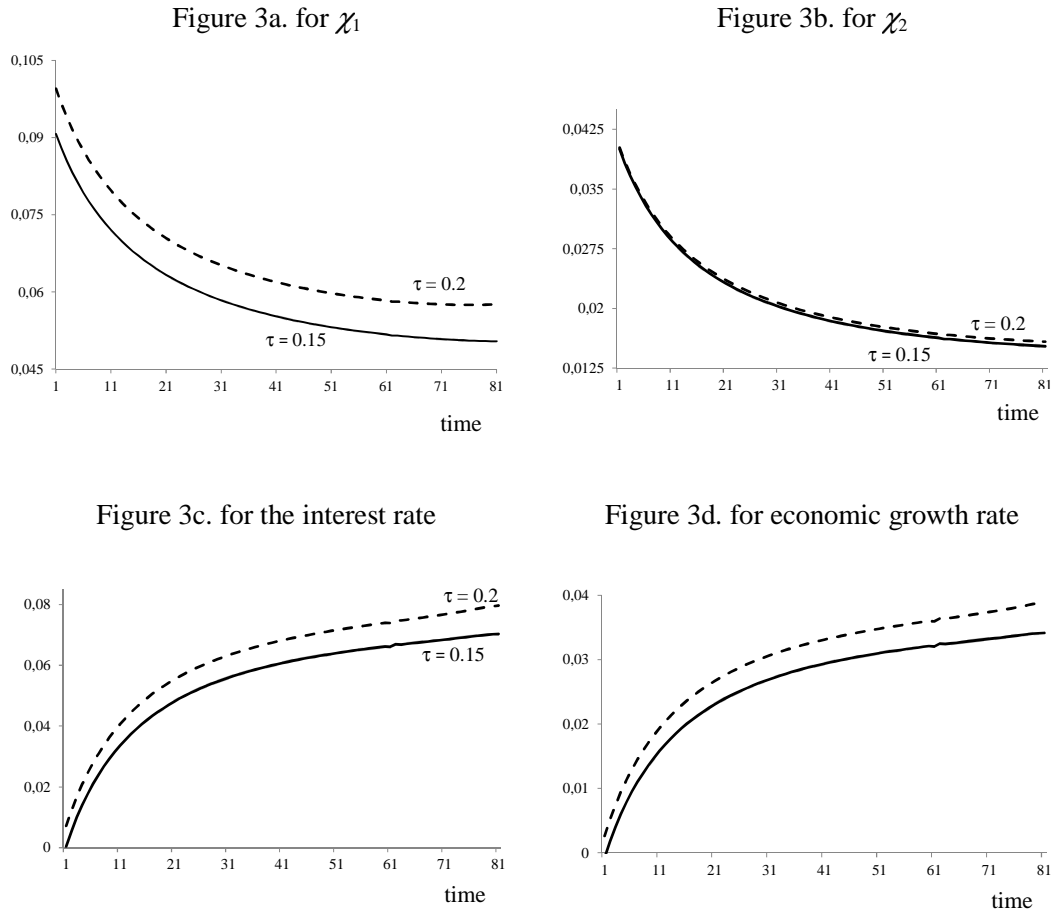 Figure 3a. for χ1
0,105
0,09
0,075
0,06
0,045
τ = 0.2
τ = 0.15
1 11 21 31 41 51 61 71 81
time
Figure 3b. for χ2
0,0425
0,035
0,0275
0,02
0,0125
τ = 0.2
τ = 0.15
1 11 21 31 41 51 61 71 81
time
Figure 3c. for the interest rate
0,08
0,06
0,04
0,02
0
τ = 0.2
τ = 0.15
1 11 21 31 41 51 61 71 81
time
Figure 3d. for economic growth rate
0,04
0,03
0,02
0,01
0
1 11 21 31 41 51 61 71 81
time